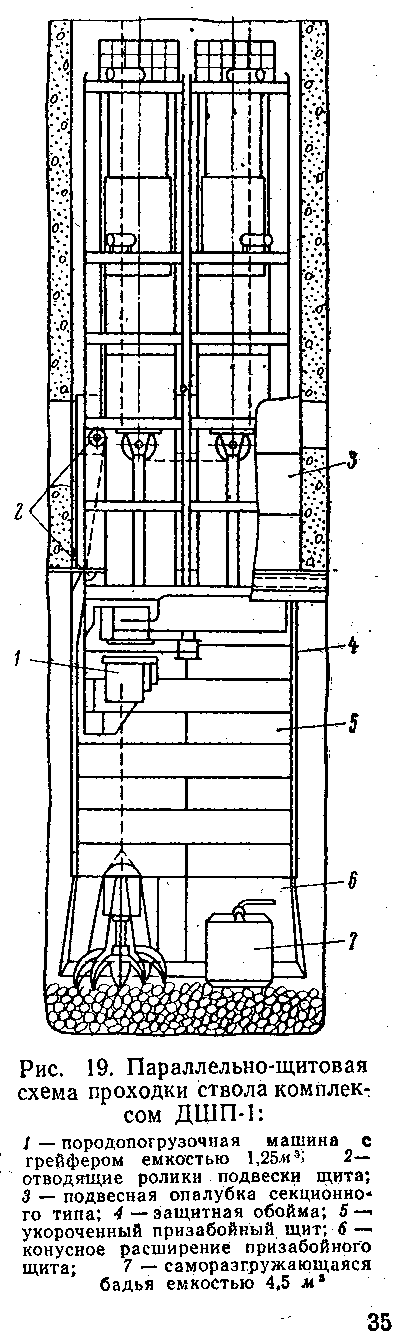 2
3
1
4
5
6
7
Рис. 19. Параллельно-щитовая
схема проходки ствола комплек-
сом ДШП-1:
1 — породопогрузочная машина с
грейфером емкостью 1,25м³; 2—
отводящие ролики подвески щита;
3 — подвесная опалубка секционно-
го типа; 4 — защитная обойма; 5 —
укороченный призабойный щит; 6 —
конусное расширение призабойного
щита; 7 — саморазгружающаяся
бадья емкостью 4,5 м³
35